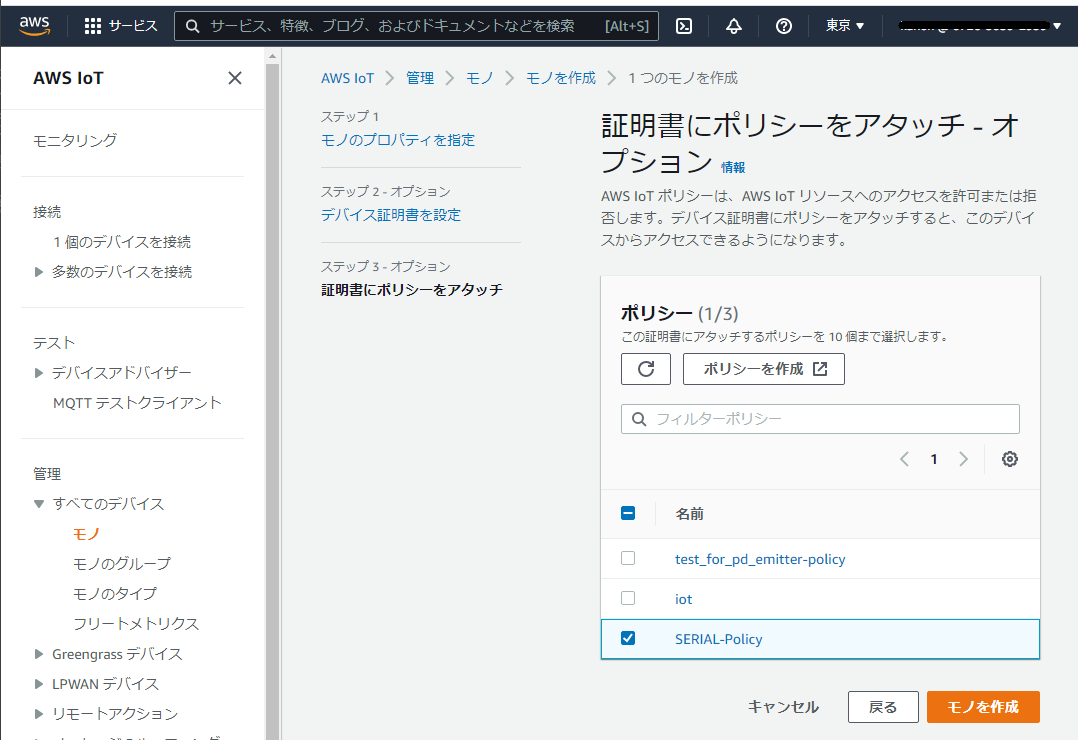 aws
サービス
サービス、特徴、ブログ、およびドキュメントなどを検索
[Alt+S]
東京
AWS IoT
モニタリング
接続
1 個のデバイスを接続
多数のデバイスを接続
テスト
デバイスアドバイザー
MQTT テストクライアント
管理
すべてのデバイス
モノ
モノのグループ
モノのタイプ
フリートメトリクス
Greengrass デバイス
LPWAN デバイス
リモートアクション
AWS IoT 管理 モノ モノを作成 1 つのモノを作成
ステップ 1
モノのプロパティを指定
ステップ 2 - オプション
デバイス証明書を設定
ステップ 3 - オプション
証明書にポリシーをアタッチ
証明書にポリシーをアタッチ - オ
プション 情報
AWS IoT ポリシーは、AWS IoT リソースへのアクセスを許可または拒
否します。デバイス証明書にポリシーをアタッチすると、このデバイ
スからアクセスできるようになります。
ポリシー (1/3)
この証明書にアタッチするポリシーを 10 個まで選択します。
ポリシーを作成
フィルターポリシー
1
名前
test_for_pd_emitter-policy
iot
SERIAL-Policy
キャンセル
戻る
モノを作成